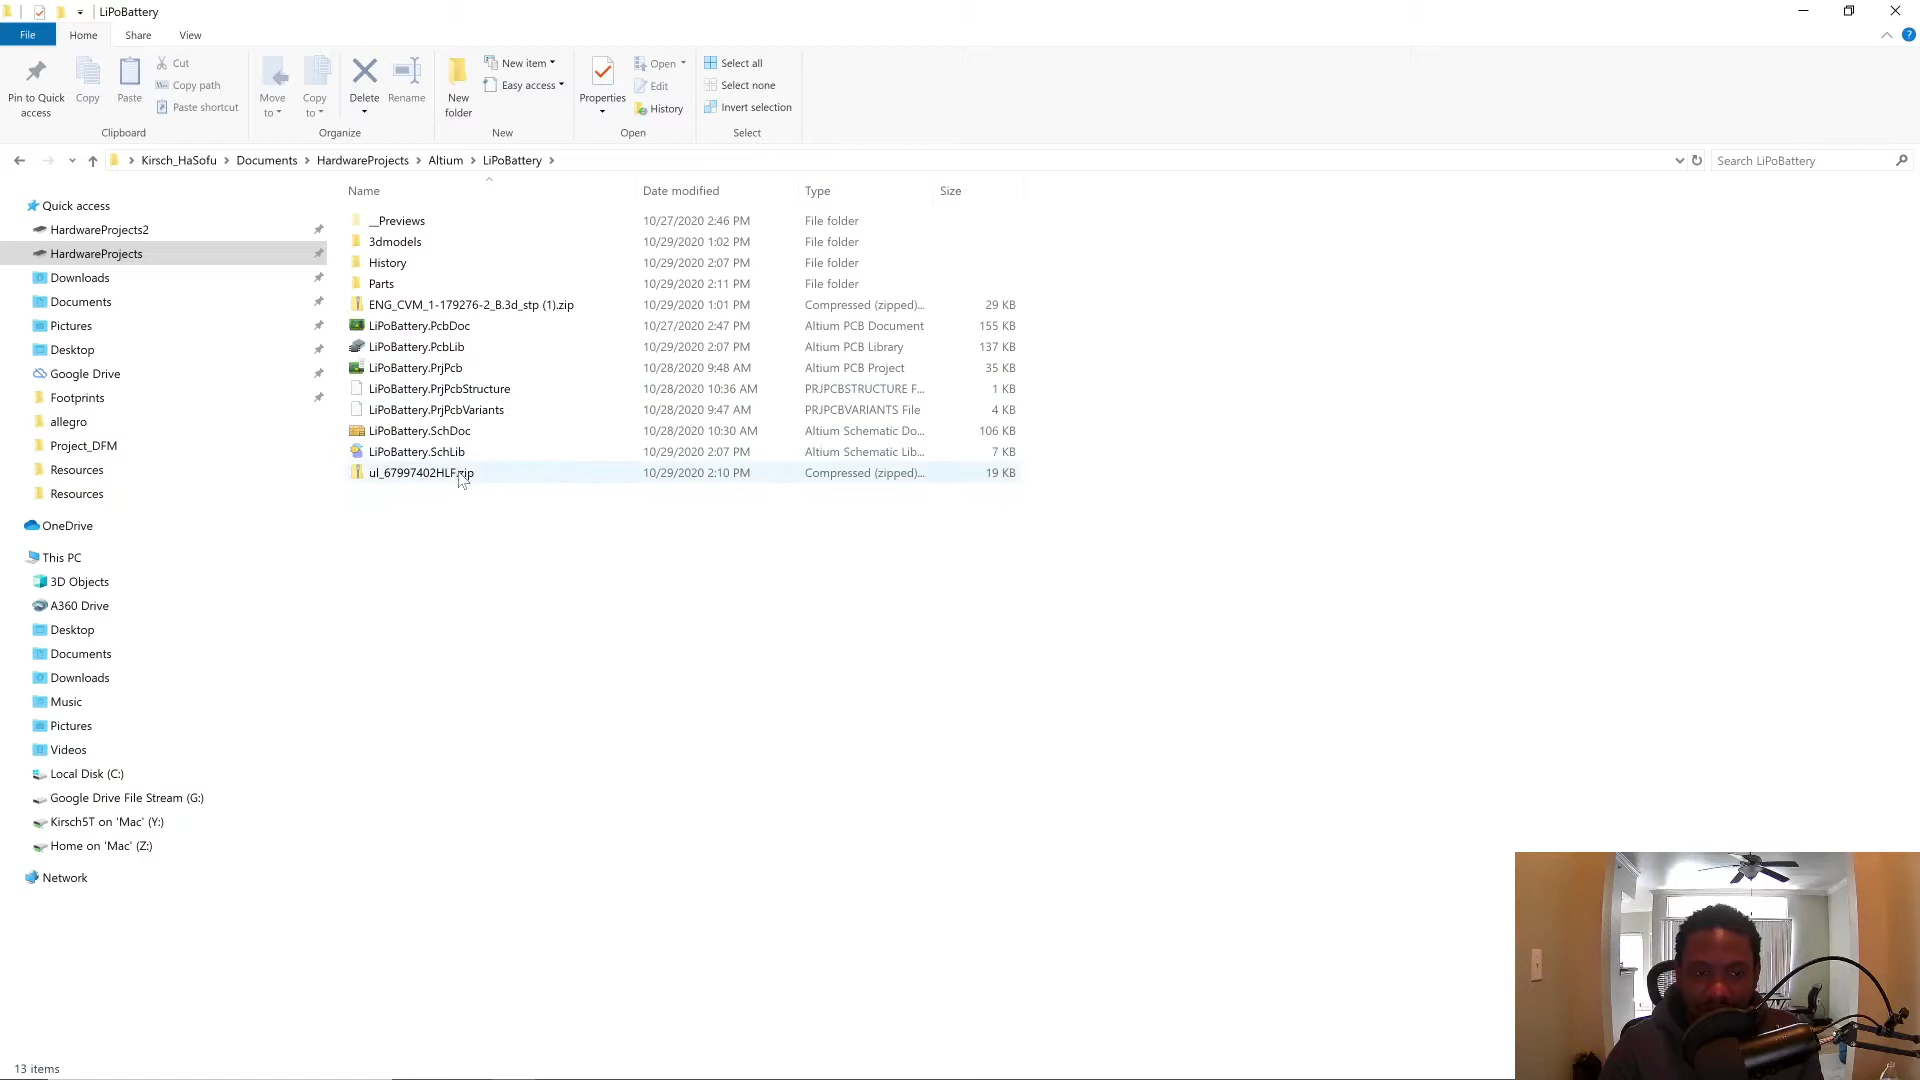 LiPoBattery
File Home Share View
Pin to Quick access
Copy
Paste
Cut
Copy path
Paste shortcut
Clipboard
Move to
Copy to
Delete
Rename
Organize
New folder
New item
Easy access
New
Properties
Open
Edit
History
Open
Select all
Select none
Invert selection
Select
Kirsch_HaSofu > Documents > HardwareProjects > Altium > LiPoBattery >
Search LiPoBattery
Quick access
HardwareProjects2
HardwareProjects
Downloads
Documents
Pictures
Desktop
Google Drive
Footprints
allegro
Project_DFM
Resources
Resources
OneDrive
This PC
3D Objects
A360 Drive
Desktop
Documents
Downloads
Music
Pictures
Videos
Local Disk (C:)
Google Drive File Stream (G:)
Kirsch5T on 'Mac' (Y:)
Home on 'Mac' (Z:)
Network
Name Date modified Type Size
__Previews 10/27/2020 2:46 PM File folder
3dmodels 10/29/2020 1:02 PM File folder
History 10/29/2020 2:07 PM File folder
Parts 10/29/2020 2:11 PM File folder
ENG_CVM_1-179276-2_B.3d_stp (1).zip 10/29/2020 1:01 PM Compressed (zipped)... 29 KB
LiPoBattery.PcbDoc 10/27/2020 2:47 PM Altium PCB Document 155 KB
LiPoBattery.PcbLib 10/29/2020 2:07 PM Altium PCB Library 137 KB
LiPoBattery.PrjPcb 10/28/2020 9:48 AM Altium PCB Project 35 KB
LiPoBattery.PrjPcbStructure 10/28/2020 10:36 AM PRJPCBSTRUCTURE F... 1 KB
LiPoBattery.PrjPcbVariants 10/28/2020 9:47 AM PRJPCBVARIANTS File 4 KB
LiPoBattery.SchDoc 10/28/2020 10:30 AM Altium Schematic Do... 106 KB
LiPoBattery.SchLib 10/29/2020 2:07 PM Altium Schematic Lib... 7 KB
ul_67997402HLF.zip 10/29/2020 2:10 PM Compressed (zipped)... 19 KB
13 items